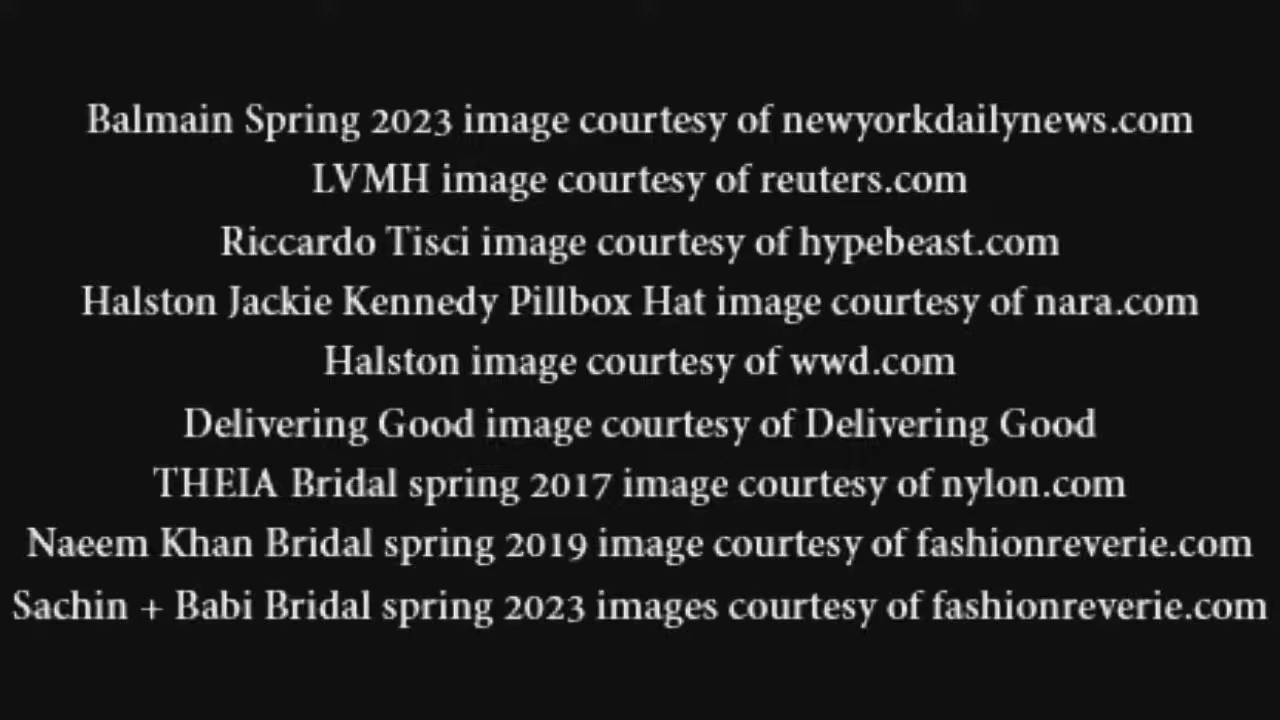 Balmain Spring 2023 image courtesy of newyorkdailynews.com
LVMH image courtesy of reuters.com
Riccardo Tisci image courtesy of hypebeast.com
Halston Jackie Kennedy Pillbox Hat image courtesy of nara.com
Halston image courtesy of wwd.com
Delivering Good image courtesy of Delivering Good
THEIA Bridal spring 2017 image courtesy of nylon.com
Naeem Khan Bridal spring 2019 image courtesy of fashionreverie.com
Sachin + Babi Bridal spring 2023 images courtesy of fashionreverie.com